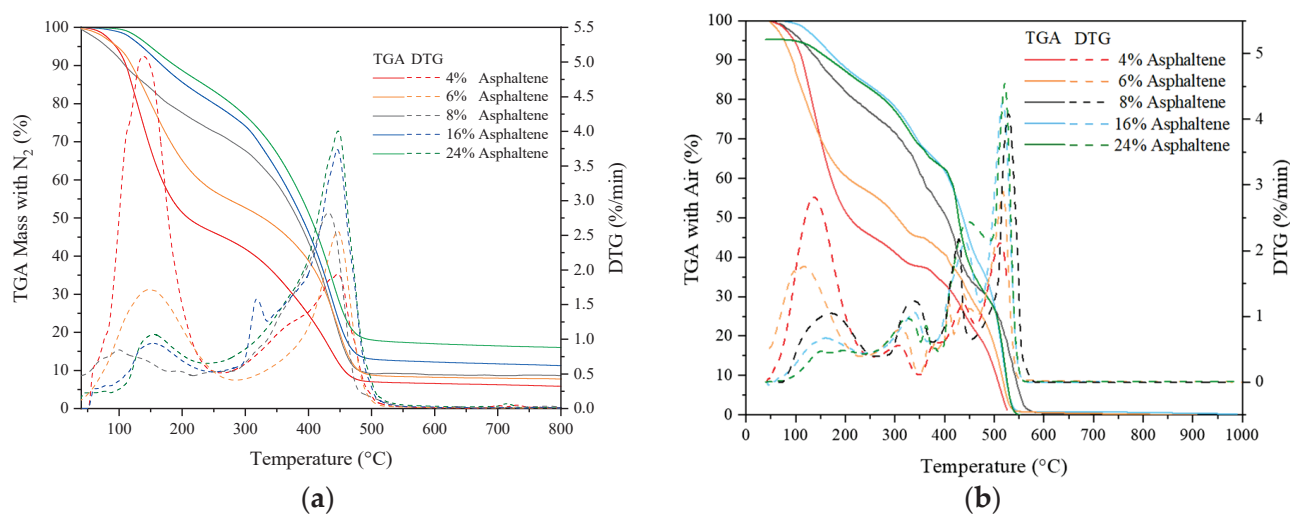 (a)
TGA Mass with N₂ (%)
100
90
80
70
60
50
40
30
20
10
0
100 200 300 400 500 600 700 800
Temperature (°C)
5.5
5.0
4.5
4.0
3.5
3.0
2.5
2.0
1.5
1.0
0.5
0.0
DTG (%/min)
TGA DTG
4% Asphaltene
6% Asphaltene
8% Asphaltene
16% Asphaltene
24% Asphaltene
(b)
TGA with Air (%)
100
90
80
70
60
50
40
30
20
10
0
0 100 200 300 400 500 600 700 800 900 1000
Temperature (°C)
5
4
3
2
1
0
DTG (%/min)
TGA DTG
4% Asphaltene
6% Asphaltene
8% Asphaltene
16% Asphaltene
24% Asphaltene